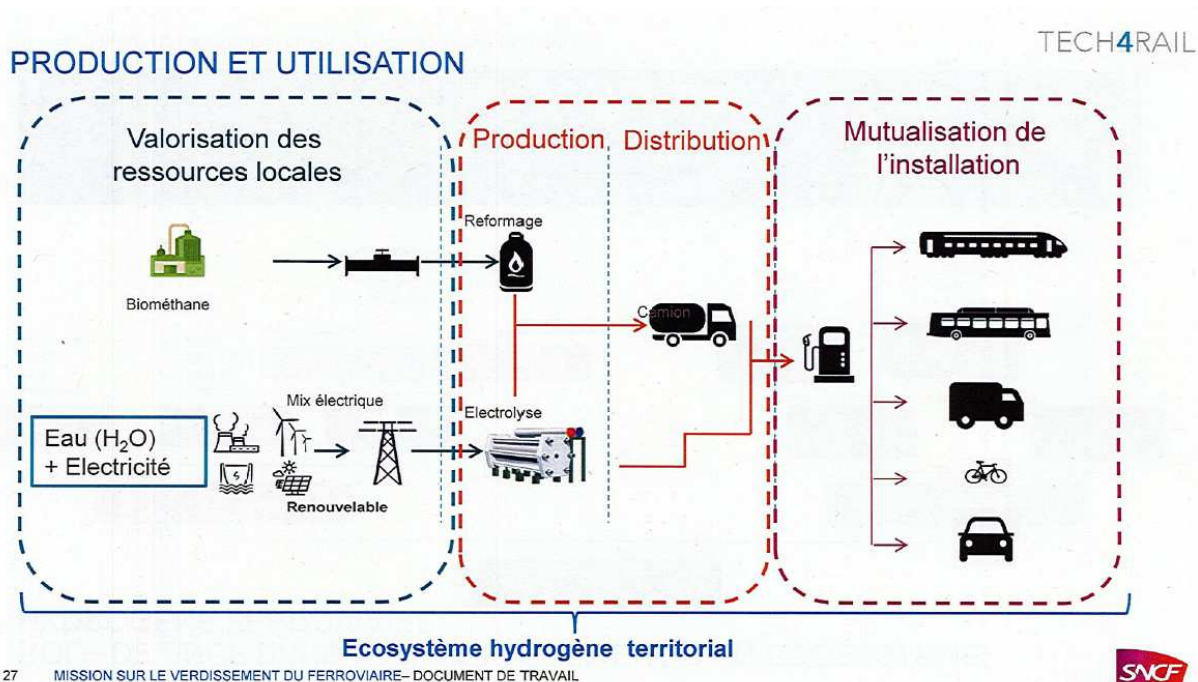 TECH4RAIL
PRODUCTION ET UTILISATION
Valorisation des
ressources locales
Production
Distribution
Mutualisation de
l'installation
Reformage
Biométhane
Camion
Mix électrique
Electrolyse
Eau (H₂O)
+ Electricité
Renouvelable
Ecosystème hydrogène territorial
27 MISSION SUR LE VERDISSEMENT DU FERROVIAIRE– DOCUMENT DE TRAVAIL
SNCF